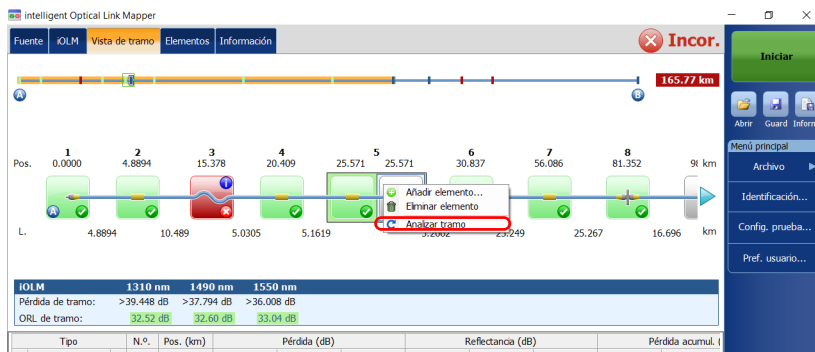 intelligent Optical Link Mapper
Fuente iOLM Vista de tramo Elementos Información
Incor.
Iniciar
165.77 km
A B
Abrir Guard Inform
Menú principal
Archivo
Identificación...
Config. prueba...
Pref. usuario...
1 2 3 4 5 6 7 8
Pos. 0.0000 4.8894 15.378 20.409 25.571 25.571 30.837 56.086 81.352 98 km
A
Añadir elemento...
Eliminar elemento
Analizar tramo
L. 4.8894 10.489 5.0305 5.1619 25.267 16.696 km
iOLM 1310 nm 1490 nm 1550 nm
Pérdida de tramo: >39.448 dB >37.794 dB >36.008 dB
ORL de tramo: 32.52 dB 32.60 dB 33.04 dB
Tipo N.º. Pos. (km) Pérdida (dB) Reflectancia (dB) Pérdida acumul. (